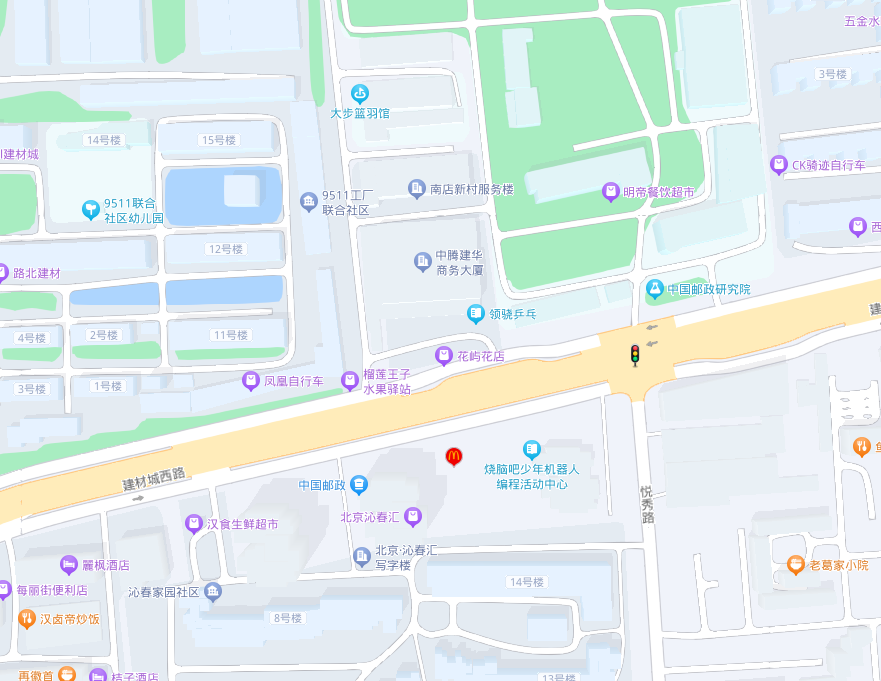 五金水
3号楼
大步篮羽馆
14号楼
15号楼
建材城
CK骑迹自行车
9511联合
社区幼儿园
9511工厂
联合社区
南店新村服务楼
明帝餐饮超市
西
12号楼
中腾建华
商务大厦
路北建材
中国邮政研究院
领骁乒乓
建
4号楼
2号楼
11号楼
花屿花店
3号楼
1号楼
凤凰自行车
榴莲王子
水果驿站
烧脑吧少年机器人
编程活动中心
鱼
建材城西路
中国邮政
悦秀路
汉食生鲜超市
北京沁春汇
北京·沁春汇
写字楼
麗枫酒店
老葛家小院
每丽街便利店
沁春家园社区
14号楼
汉卤帝炒饭
8号楼
再徽首
桔子酒店
13号楼